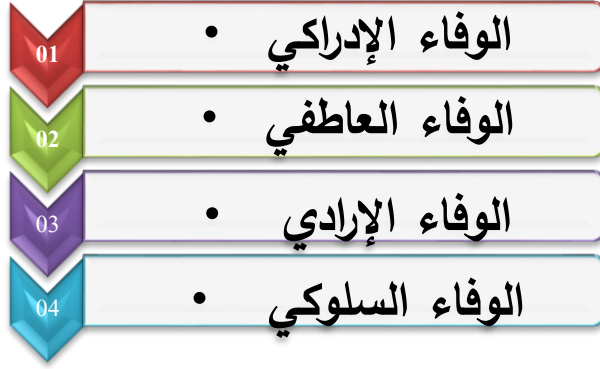 01 • الوفاء الإدراكي
02 • الوفاء العاطفي
03 • الوفاء الإرادي
04 • الوفاء السلوكي